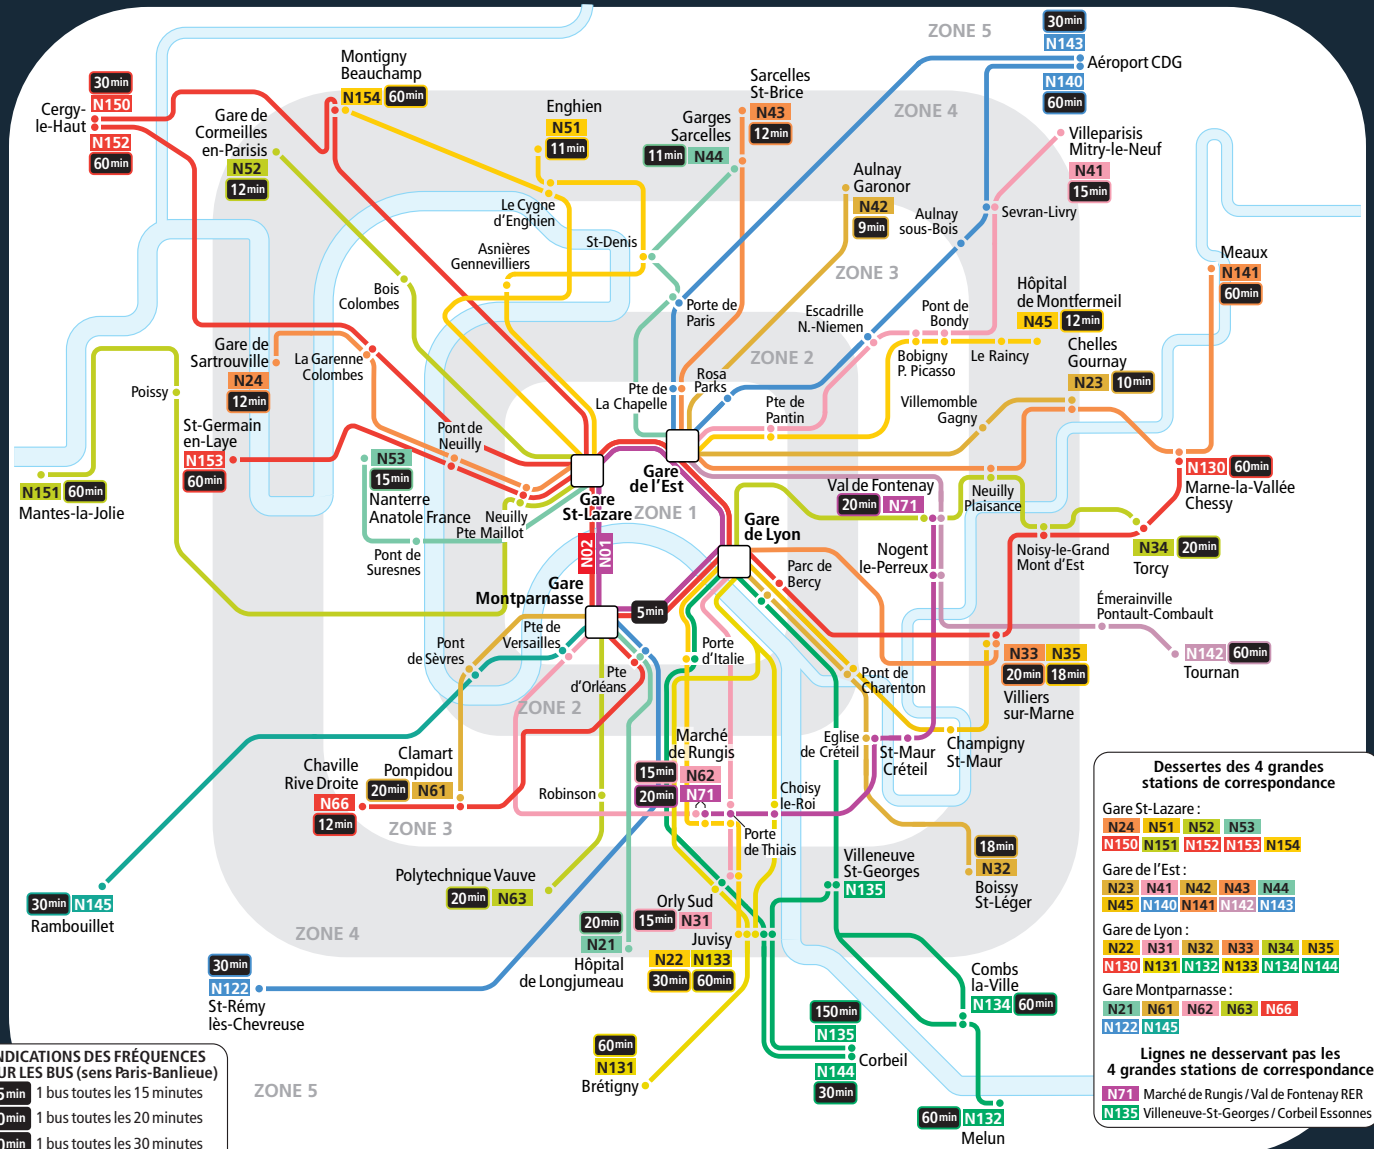 ZONE 5
30min
N143
Aéroport CDG
N140
60min
Montigny
Beauchamp
N154 60min
30min
N150
Cergy-
le-Haut
N152
60min
Gare de
Cormeilles
en-Parisis
N52
12min
Enghien
N51
11min
Sarcelles
St-Brice
N43
12min
Garges
Sarcelles
11min N44
ZONE 4
Villeparisis
Mitry-le-Neuf
N41
15min
Aulnay
Garonor
N42
9min
Aulnay
sous-Bois
Sevran-Livry
Le Cygne
d'Enghien
St-Denis
Asnières
Gennevilliers
ZONE 3
Meaux
N141
60min
Bois
Colombes
Porte de
Paris
Escadrille
N.-Niemen
Pont de
Bondy
Hôpital
de Montfermeil
N45 12min
Bobigny
P. Picasso
Le Raincy
Chelles
Gournay
N23 10min
Gare de
Sartrouville
N24
12min
La Garenne
Colombes
ZONE 2
Rosa
Parks
Pte de
La Chapelle
Pte de
Pantin
Villemomble
Gagny
Poissy
St-Germain
en-Laye
N153
60min
Pont de
Neuilly
N53
15min
Nanterre
Anatole France
Neuilly
Pte Maillot
Pont de
Suresnes
N151 60min
Mantes-la-Jolie
Gare
de l'Est
Gare
St-Lazare
ZONE 1
Val de Fontenay
20min N71
Neuilly
Plaisance
N130 60min
Marne-la-Vallée
Chessy
Gare
de Lyon
N02
N01
Nogent
le-Perreux
Noisy-le-Grand
Mont d'Est
N34 20min
Torcy
Parc de
Bercy
Gare
Montparnasse
5min
Émerainville
Pontault-Combault
N142 60min
Tournan
Pte de
Versailles
Pont
de Sèvres
Porte
d'Italie
Pte
d'Orléans
Pont de
Charenton
N33 N35
20min 18min
Villiers
sur-Marne
ZONE 2
Marché
de Rungis
15min N62
20min N71
Eglise
de Créteil
St-Maur
Créteil
Champigny
St-Maur
Clamart
Pompidou
20min N61
Chaville
Rive Droite
N66
12min
Robinson
Choisy
-le-Roi
ZONE 3
Porte
de Thiais
18min
N32
Boissy
St-Léger
Villeneuve
St-Georges
N135
Polytechnique Vauve
20min N63
30min N145
Rambouillet
ZONE 4
Orly Sud
15min N31
20min
N21
Hôpital
de Longjumeau
Juvisy
N22 N133
30min 60min
30min
N122
St-Rémy
lès-Chevreuse
Combs
la-Ville
N134 60min
150min
N135
Corbeil
N144
30min
60min
N131
Brétigny
ZONE 5
60min N132
Melun
Dessertes des 4 grandes
stations de correspondance
Gare St-Lazare :
N24 N51 N52 N53
N150 N151 N152 N153 N154
Gare de l'Est :
N23 N41 N42 N43 N44
N45 N140 N141 N142 N143
Gare de Lyon :
N22 N31 N32 N33 N34 N35
N130 N131 N132 N133 N134 N144
Gare Montparnasse :
N21 N61 N62 N63 N66
N122 N145
Lignes ne desservant pas les
4 grandes stations de correspondance
N71 Marché de Rungis / Val de Fontenay RER
N135 Villeneuve-St-Georges / Corbeil Essonnes
NDICATIONS DES FRÉQUENCES
UR LES BUS (sens Paris-Banlieue)
5min 1 bus toutes les 15 minutes
0min 1 bus toutes les 20 minutes
0min 1 bus toutes les 30 minutes